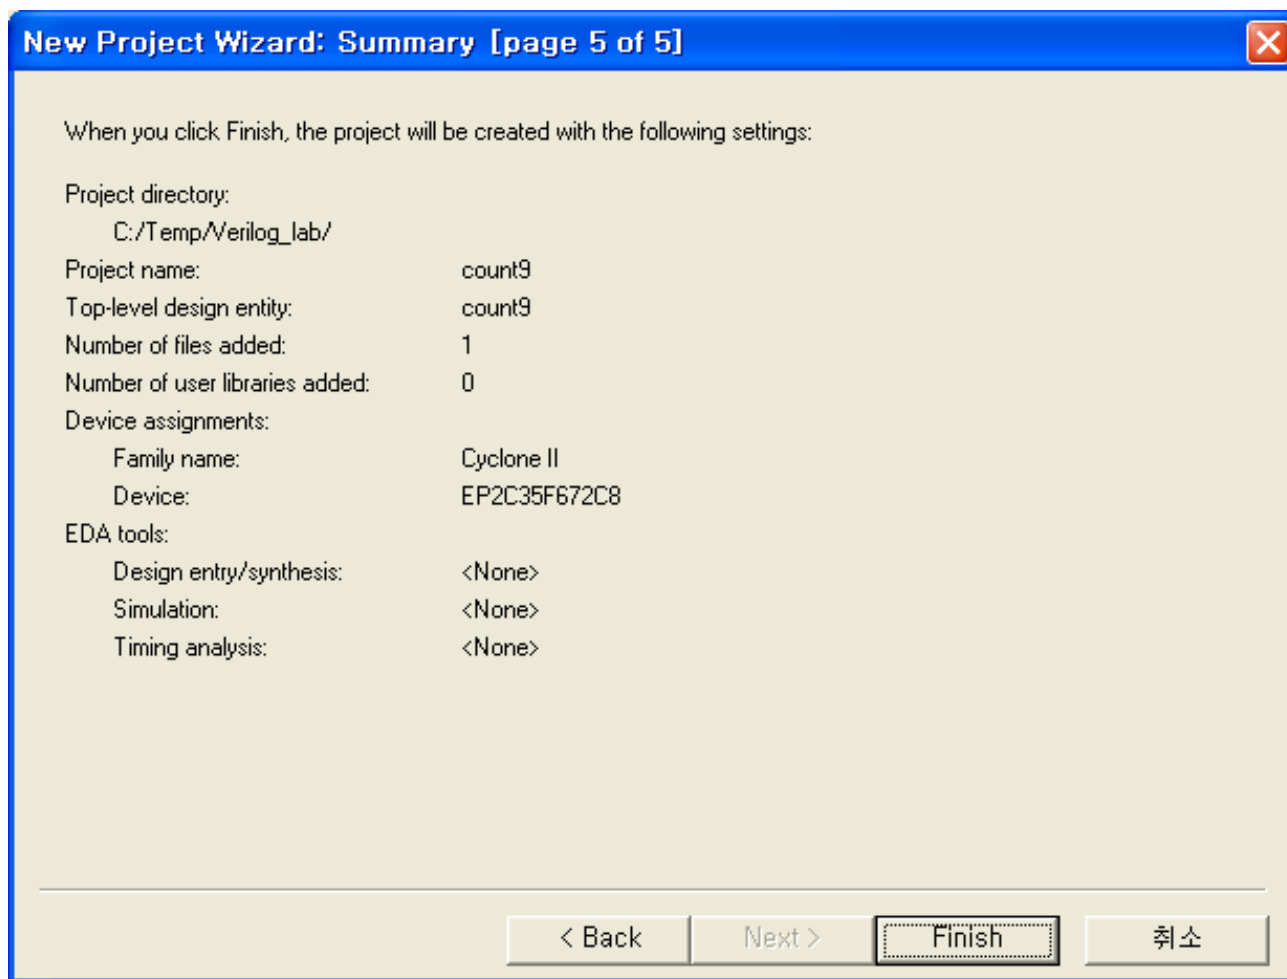 New Project Wizard: Summary [page 5 of 5]
When you click Finish, the project will be created with the following settings:
Project directory:
C:/Temp/Verilog_lab/
Project name: count9
Top-level design entity: count9
Number of files added: 1
Number of user libraries added: 0
Device assignments:
Family name: Cyclone II
Device: EP2C35F672C8
EDA tools:
Design entry/synthesis: <None>
Simulation: <None>
Timing analysis: <None>
< Back Next > Finish 취소